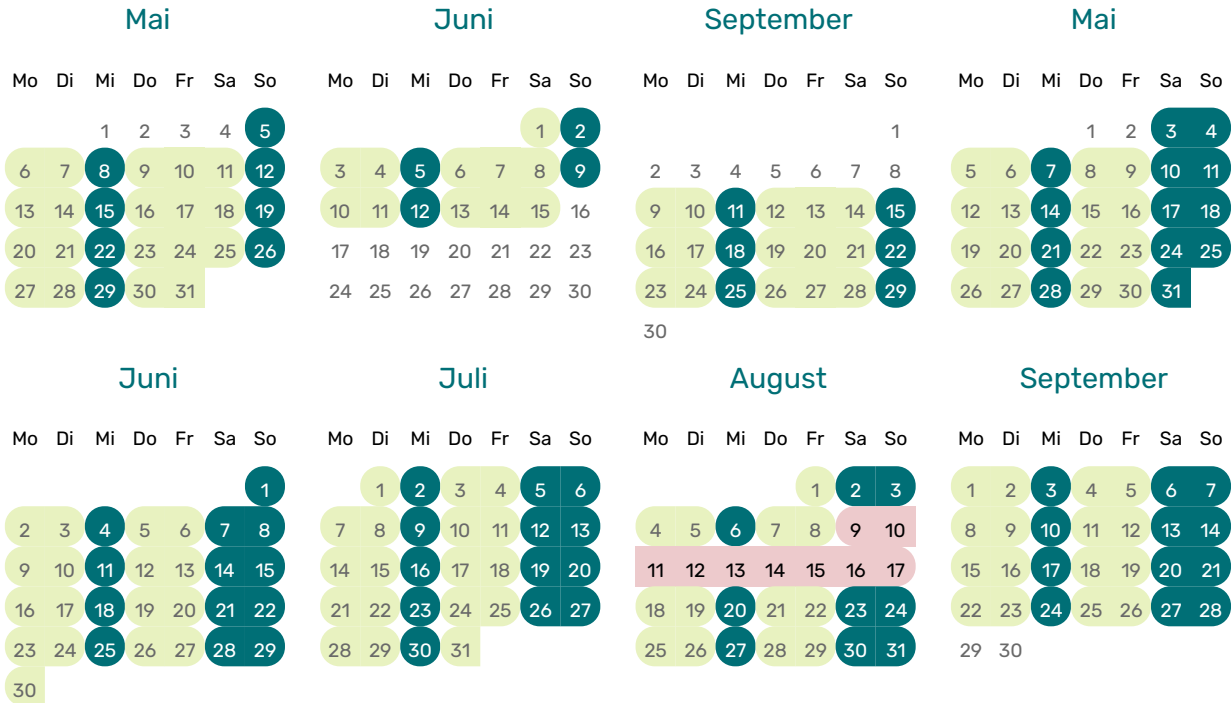 Mai Juni September Mai
Mo Di Mi Do Fr Sa So Mo Di Mi Do Fr Sa So Mo Di Mi Do Fr Sa So Mo Di Mi Do Fr Sa So
1 2 3 4 5 1 2 1 1 2 3 4
6 7 8 9 10 11 12 3 4 5 6 7 8 9 2 3 4 5 6 7 8 5 6 7 8 9 10 11
13 14 15 16 17 18 19 10 11 12 13 14 15 16 9 10 11 12 13 14 15 12 13 14 15 16 17 18
20 21 22 23 24 25 26 17 18 19 20 21 22 23 16 17 18 19 20 21 22 19 20 21 22 23 24 25
27 28 29 30 31 24 25 26 27 28 29 30 23 24 25 26 27 28 29 26 27 28 29 30 31
30
Juni Juli August September
Mo Di Mi Do Fr Sa So Mo Di Mi Do Fr Sa So Mo Di Mi Do Fr Sa So Mo Di Mi Do Fr Sa So
1 1 2 3 4 5 6 1 2 3 1 2 3 4 5 6 7
2 3 4 5 6 7 8 7 8 9 10 11 12 13 4 5 6 7 8 9 10 8 9 10 11 12 13 14
9 10 11 12 13 14 15 14 15 16 17 18 19 20 11 12 13 14 15 16 17 15 16 17 18 19 20 21
16 17 18 19 20 21 22 21 22 23 24 25 26 27 18 19 20 21 22 23 24 22 23 24 25 26 27 28
23 24 25 26 27 28 29 28 29 30 31 25 26 27 28 29 30 31 29 30
30